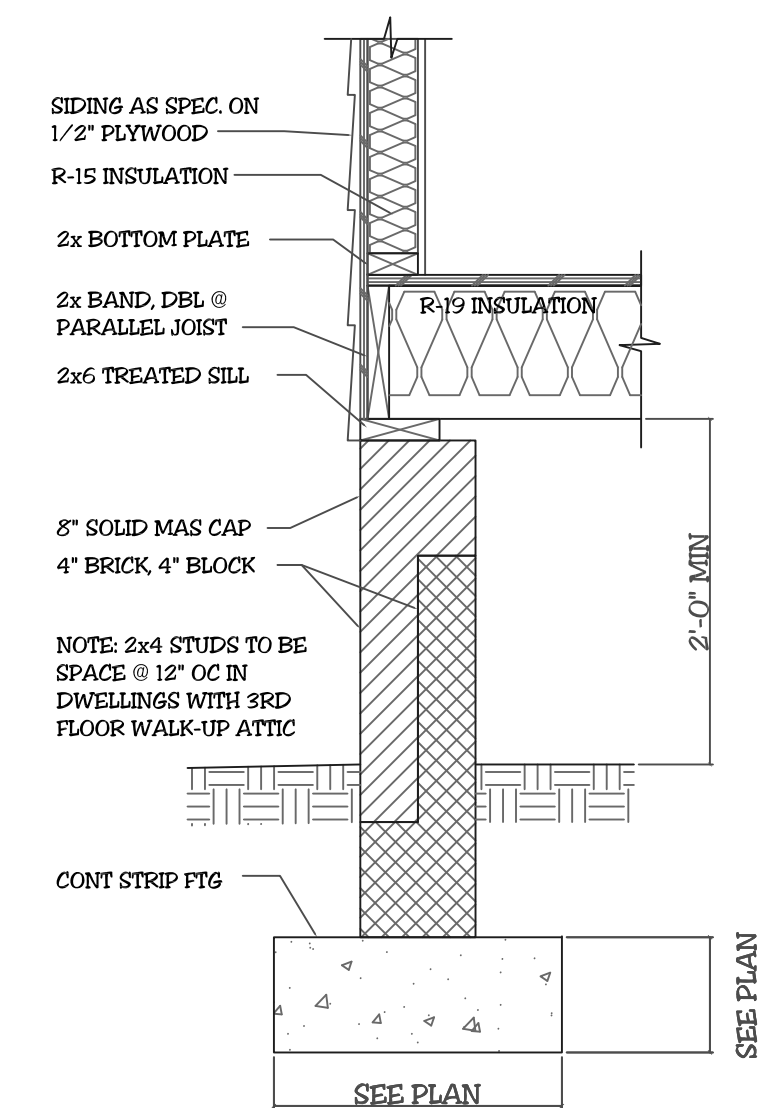 SIDING AS SPEC. ON
1/2" PLYWOOD
R-15 INSULATION
2x BOTTOM PLATE
2x BAND, DBL @
PARALLEL JOIST
R-19 INSULATION
2x6 TREATED SILL
8" SOLID MAS CAP
4" BRICK, 4" BLOCK
2'-0" MIN
NOTE: 2x4 STUDS TO BE
SPACE @ 12" OC IN
DWELLINGS WITH 3RD
FLOOR WALK-UP ATTIC
CONT STRIP FTG
SEE PLAN
SEE PLAN